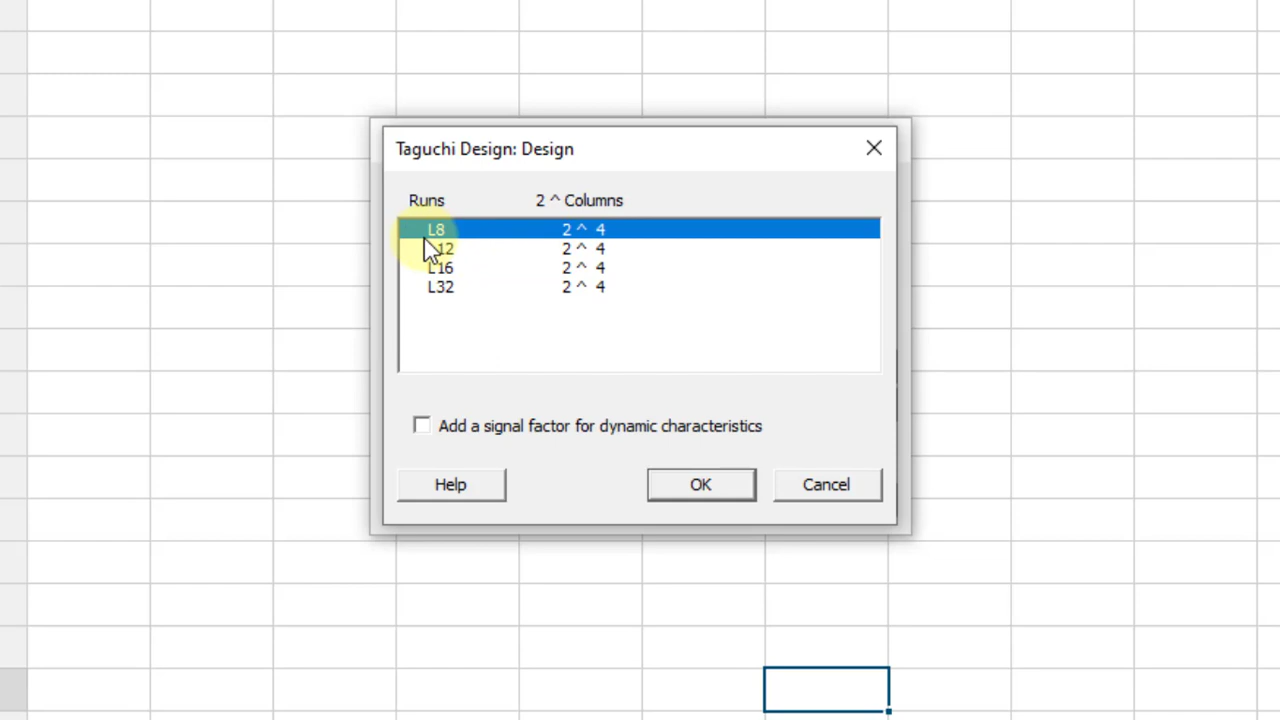 Taguchi Design: Design
Runs 2 ^ Columns
L8 2 ^ 4
L12 2 ^ 4
L16 2 ^ 4
L32 2 ^ 4
Add a signal factor for dynamic characteristics
Help OK Cancel